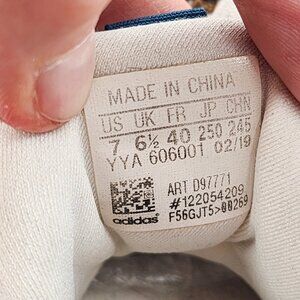 MADE IN CHINA
US UK FR JP CHN
7 6½ 40 250 245
YYA 606001 02/19
ART D97771
#122054209
adidas F56GJT5>00269